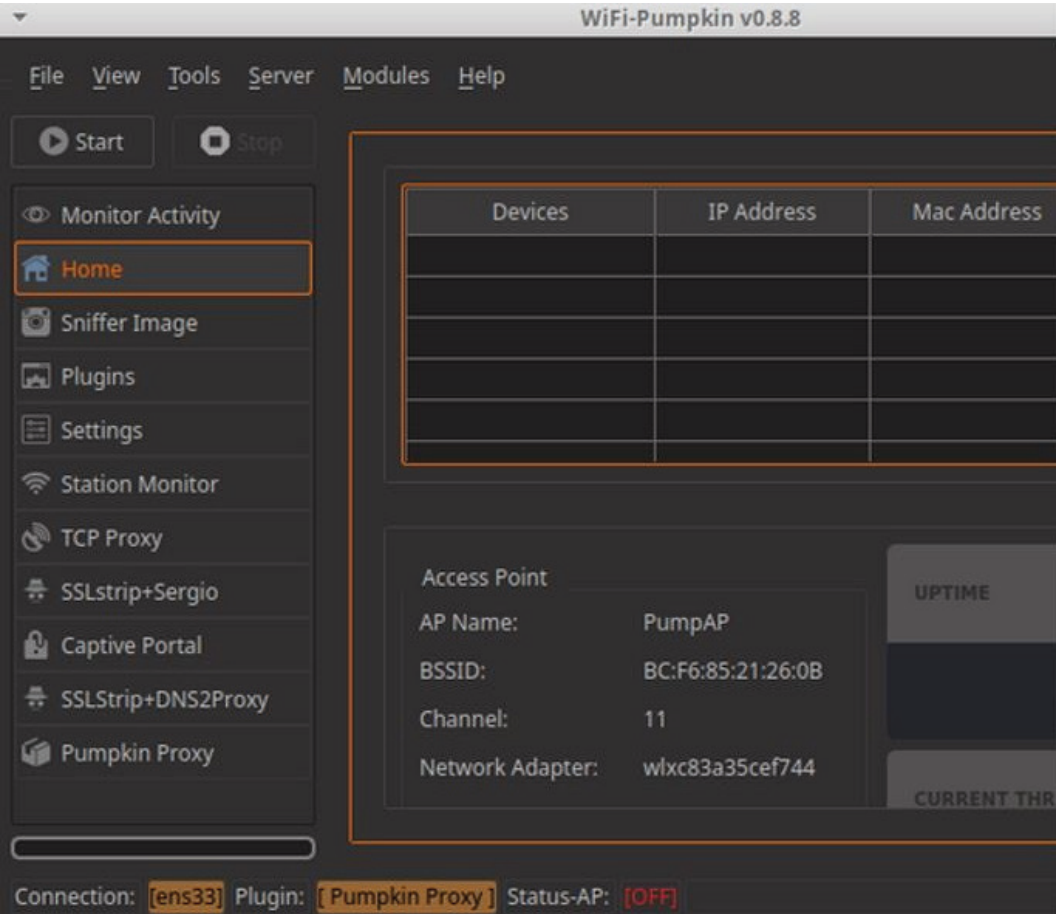 WiFi-Pumpkin v0.8.8
File View Tools Server Modules Help
Start Stop
Monitor Activity
Home
Sniffer Image
Plugins
Settings
Station Monitor
TCP Proxy
SSLstrip+Sergio
Captive Portal
SSLStrip+DNS2Proxy
Pumpkin Proxy
Devices IP Address Mac Address
Access Point
AP Name: PumpAP
BSSID: BC:F6:85:21:26:0B
Channel: 11
Network Adapter: wlxc83a35cef744
UPTIME
CURRENT THR
Connection: [ens33] Plugin: [ Pumpkin Proxy ] Status-AP: [OFF]